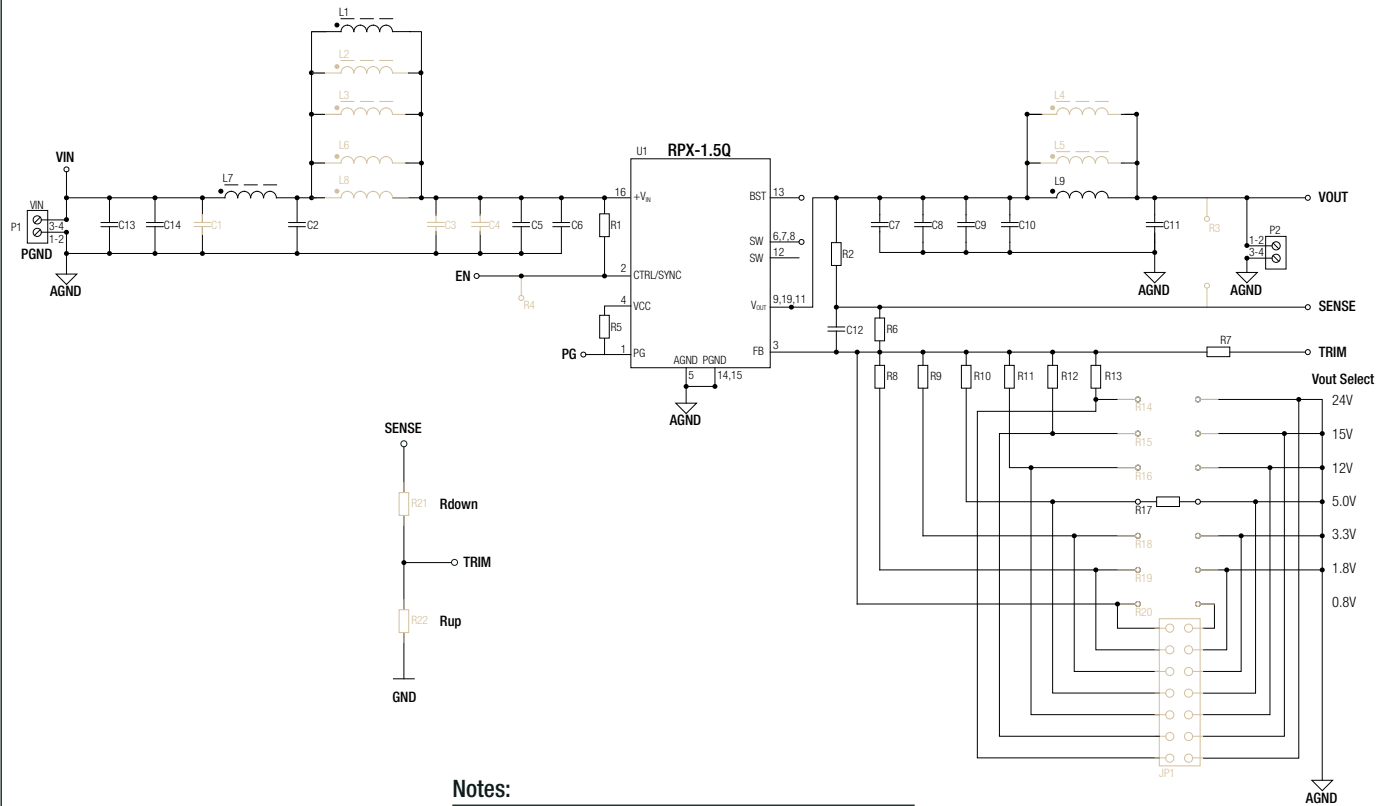 L1
L2
L3
L6
L8
L7
VIN
VIN
P1
3-4
1-2
PGND
AGND
C13
C14
C1
C2
C3
C4
C5
C6
R1
EN
R4
R5
PG
U1
RPX-1.5Q
16
+VIN
2
CTRL/SYNC
4
VCC
1
PG
BST
13
SW
6,7,8
SW
12
VOUT
9,19,11
FB
3
AGND
PGND
5
14,15
AGND
L4
L5
L9
C7
C8
C9
C10
C11
R2
R3
P2
1-2
3-4
VOUT
AGND
AGND
SENSE
C12
R6
R7
TRIM
R8
R9
R10
R11
R12
R13
Vout Select
R14
24V
R15
15V
R16
12V
R17
5.0V
R18
3.3V
R19
1.8V
R20
0.8V
JP1
AGND
SENSE
R21
Rdown
TRIM
R22
Rup
GND
Notes: